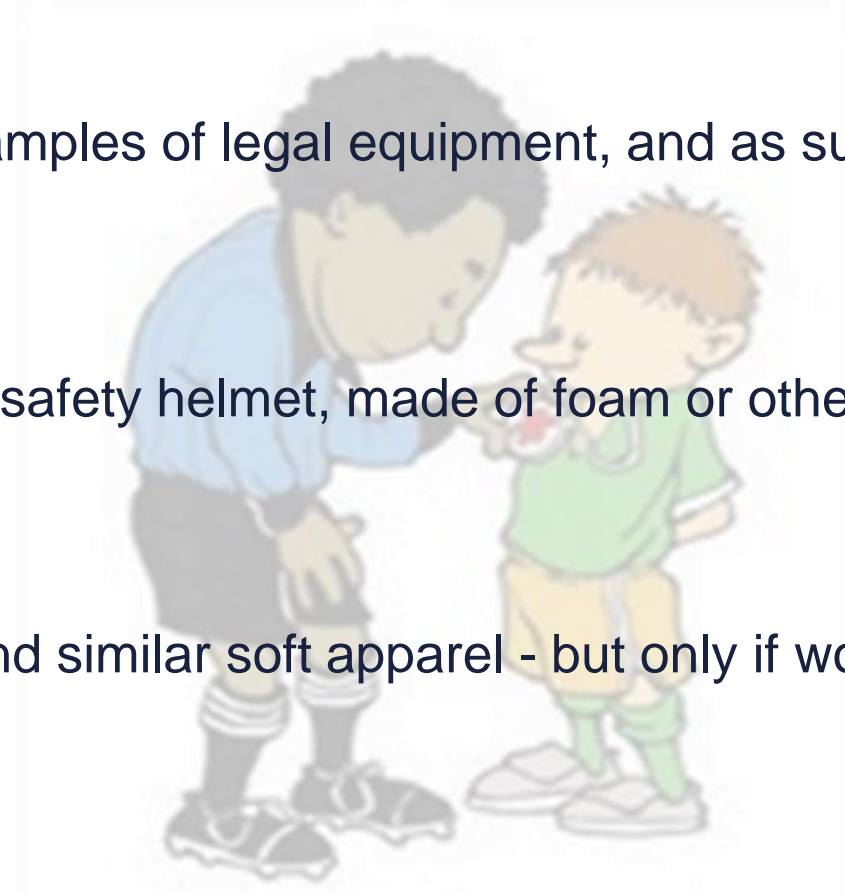 amples of legal equipment, and as su
safety helmet, made of foam or othe
nd similar soft apparel - but only if wo